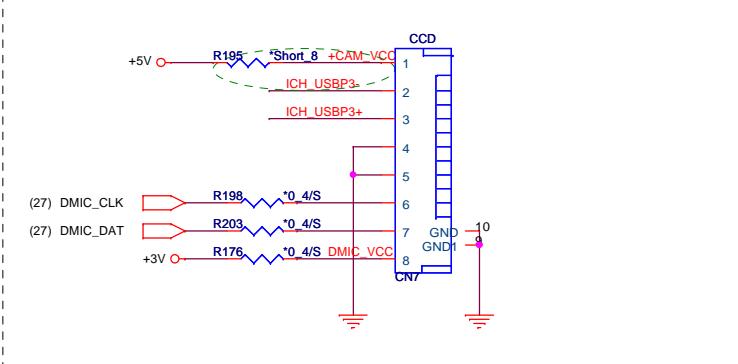 CCD
+5V R195 *Short_8 +CAM_VCC 1
ICH_USBP3- 2
ICH_USBP3+ 3
4
5
(27) DMIC_CLK R198 *0_4/S 6
(27) DMIC_DAT R203 *0_4/S 7
GND 10
GND1 9
+3V R176 *0_4/S DMIC_VCC 8
CN7